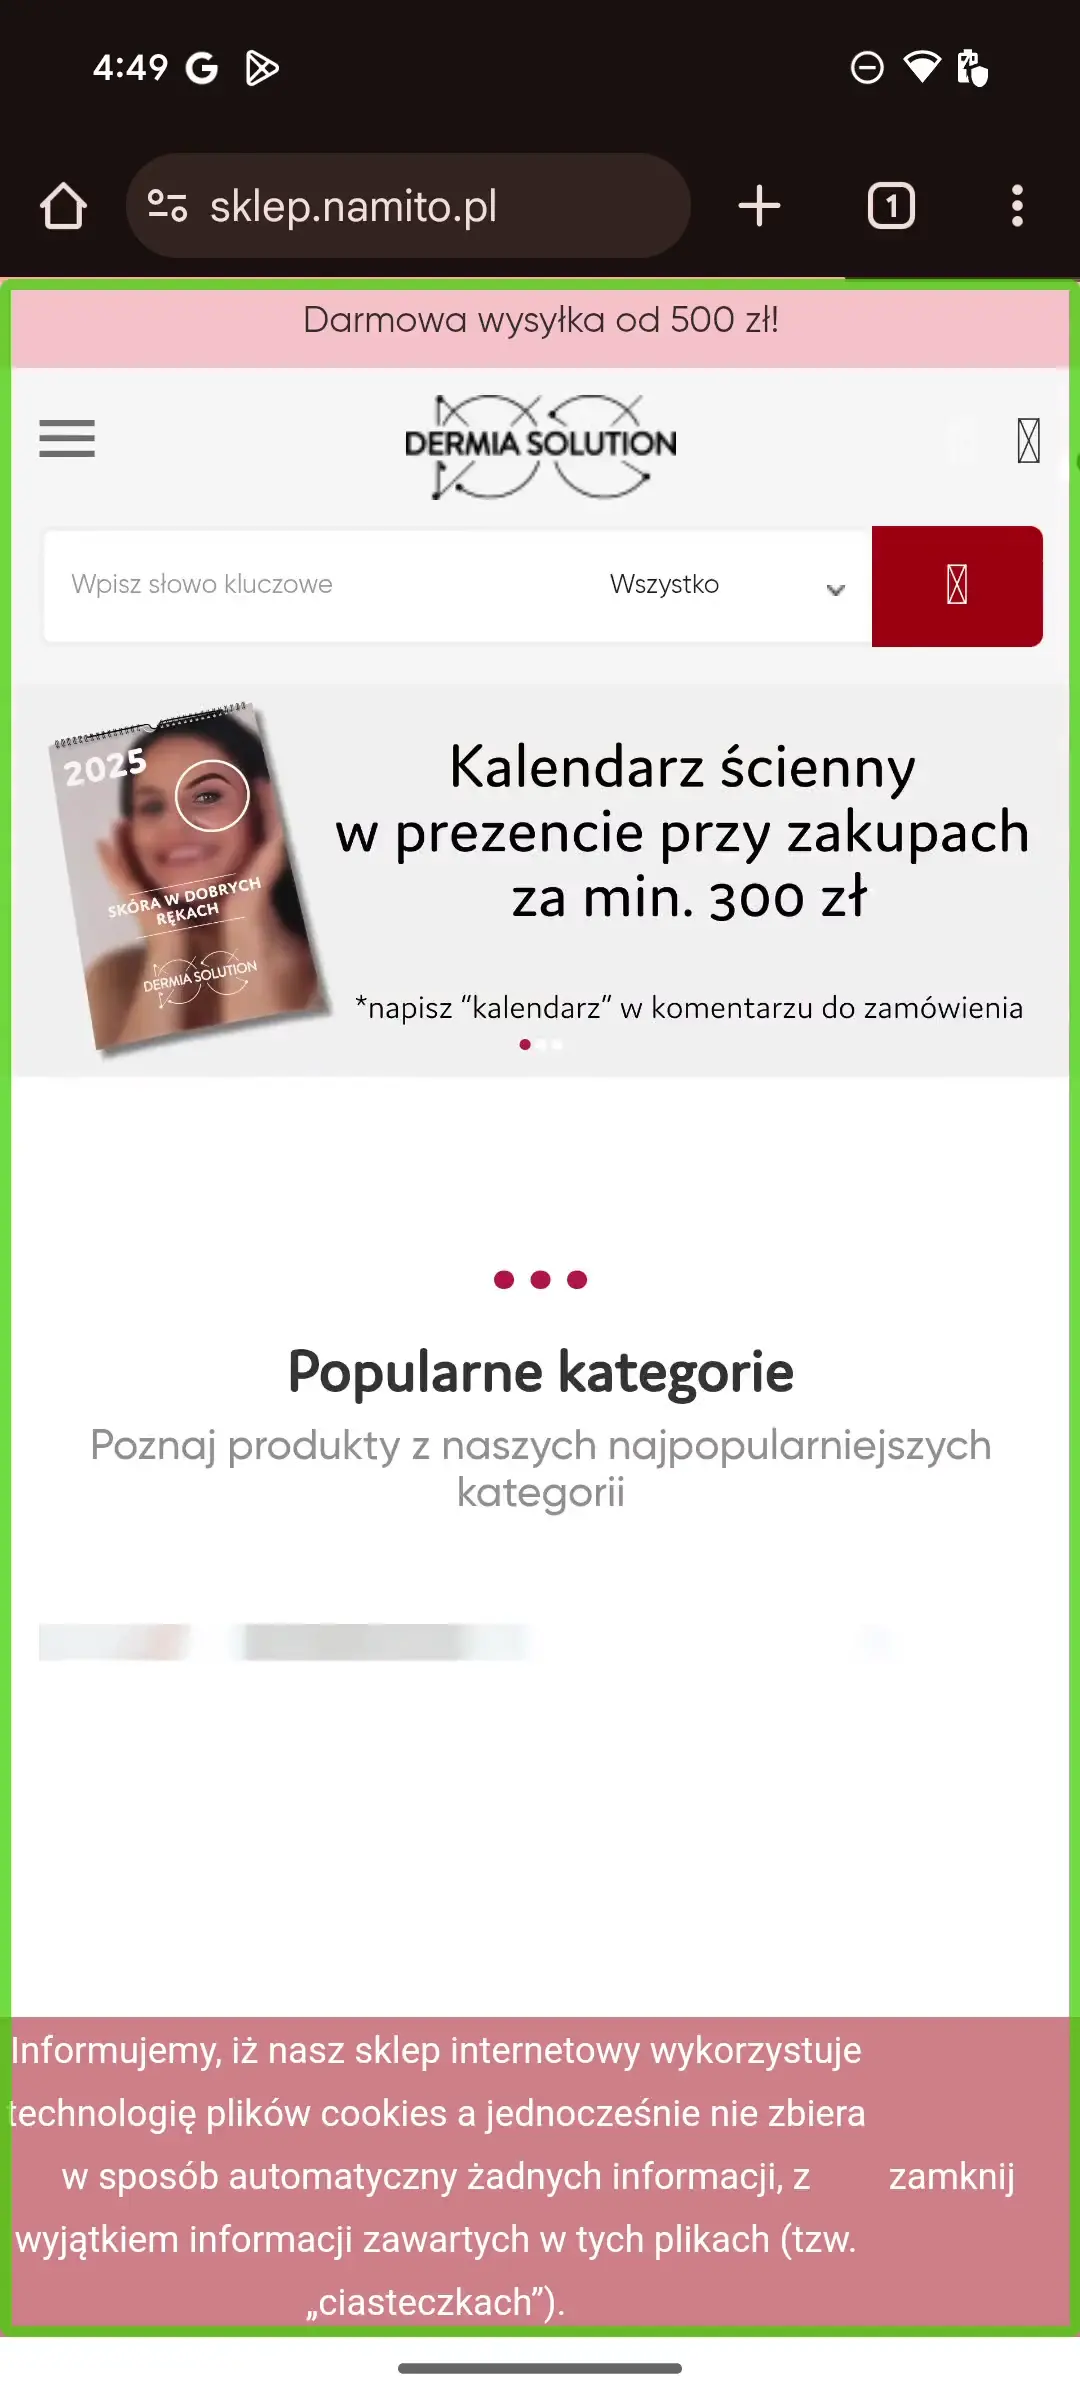 4:49
sklep.namito.pl
1
Darmowa wysyłka od 500 zł!
DERMIA SOLUTION
Wpisz słowo kluczowe
Wszystko
2025
SKÓRA W DOBRYCH
RĘKACH
DERMIA SOLUTION
Kalendarz ścienny
w prezencie przy zakupach
za min. 300 zł
*napisz “kalendarz” w komentarzu do zamówienia
Popularne kategorie
Poznaj produkty z naszych najpopularniejszych
kategorii
Informujemy, iż nasz sklep internetowy wykorzystuje
technologię plików cookies a jednocześnie nie zbiera
w sposób automatyczny żadnych informacji, z
wyjątkiem informacji zawartych w tych plikach (tzw.
„ciasteczkach”).
zamknij